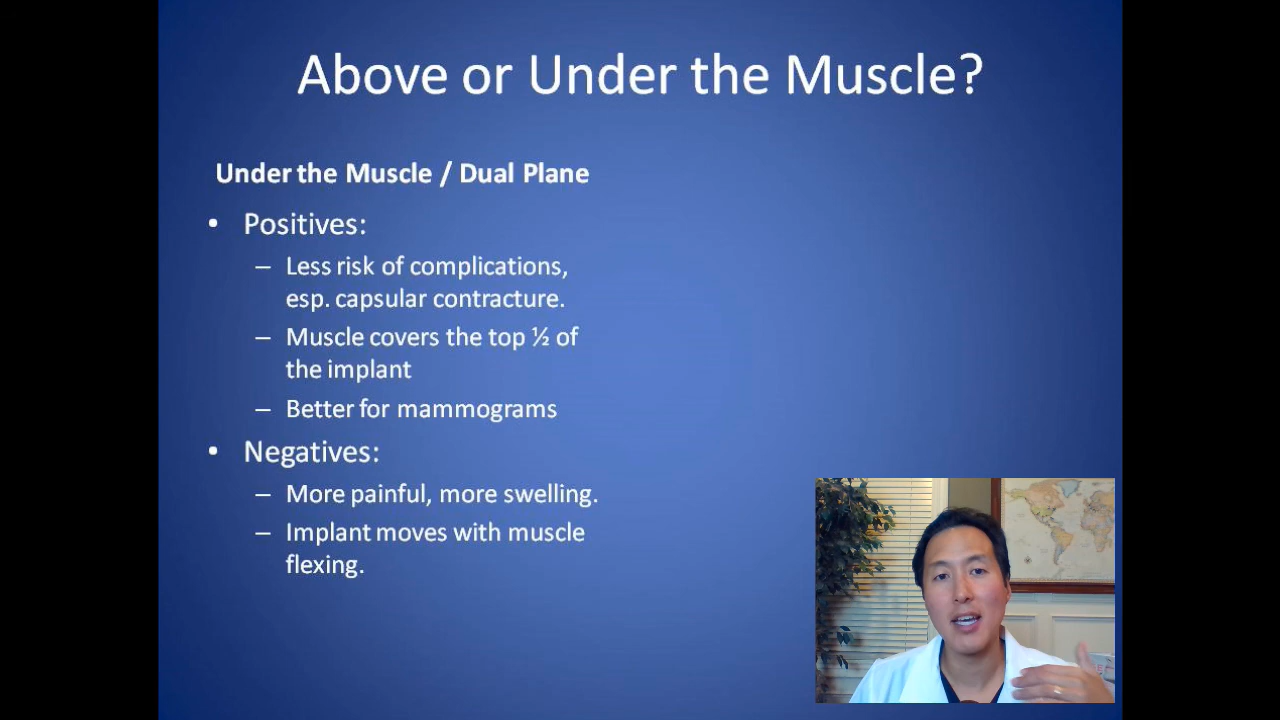 Above or Under the Muscle?
Under the Muscle / Dual Plane
• Positives:
– Less risk of complications,
esp. capsular contracture.
– Muscle covers the top ½ of
the implant
– Better for mammograms
• Negatives:
– More painful, more swelling.
– Implant moves with muscle
flexing.